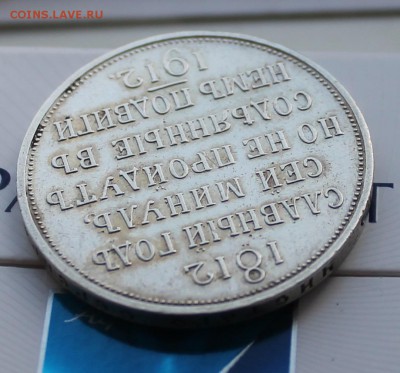 COINS.LAVE.RU
1812
СЛАВНЫЙ ГОДЪ
СЕЙ МИНУЛЪ,
НО НЕ ПРОЙДУТЪ
СОДѢЯННЫЕ ВЪ
НЕМЪ ПОДВИГИ
1912